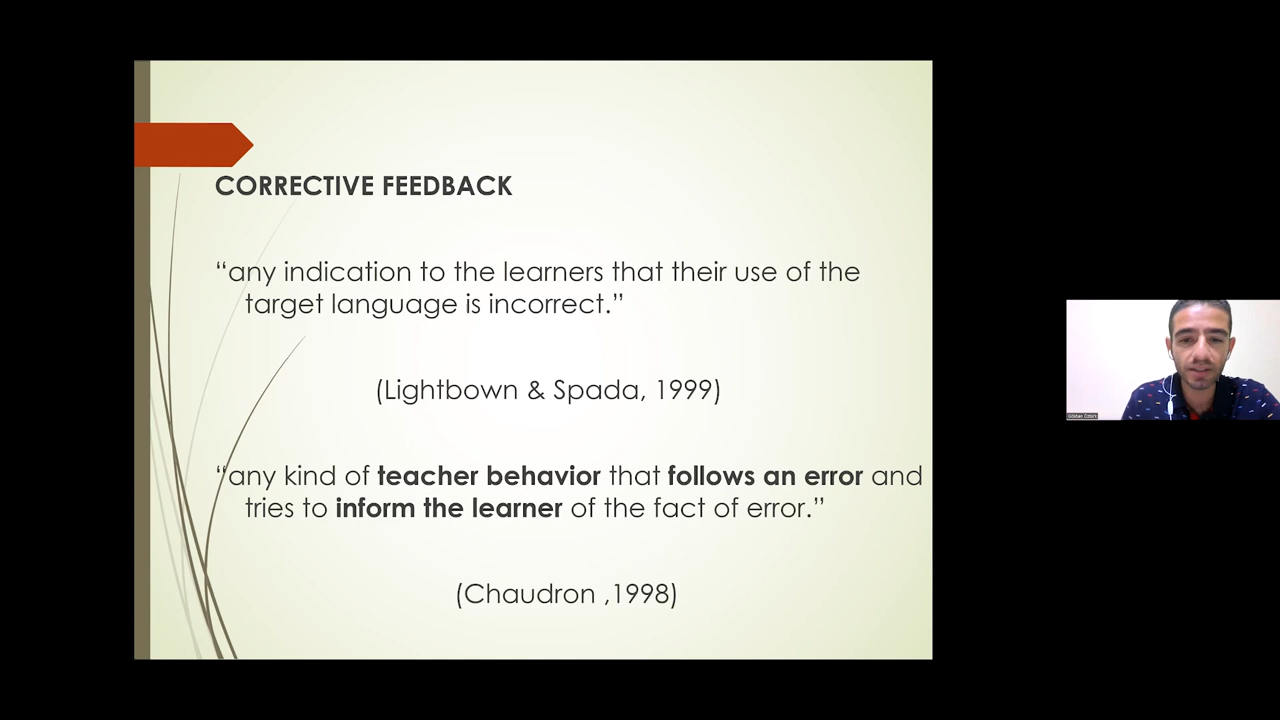 CORRECTIVE FEEDBACK
“any indication to the learners that their use of the
target language is incorrect.”
(Lightbown & Spada, 1999)
“any kind of teacher behavior that follows an error and
tries to inform the learner of the fact of error.”
(Chaudron ,1998)